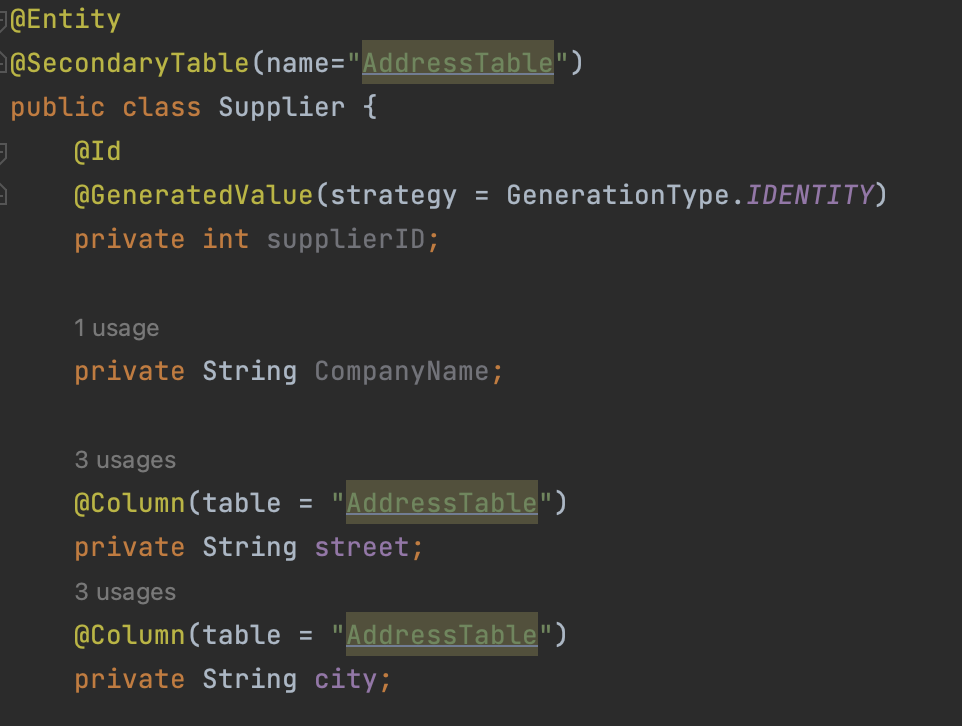 @Entity
@SecondaryTable(name="AddressTable")
public class Supplier {
@Id
@GeneratedValue(strategy = GenerationType.IDENTITY)
private int supplierID;
1 usage
private String CompanyName;
3 usages
@Column(table = "AddressTable")
private String street;
3 usages
@Column(table = "AddressTable")
private String city;